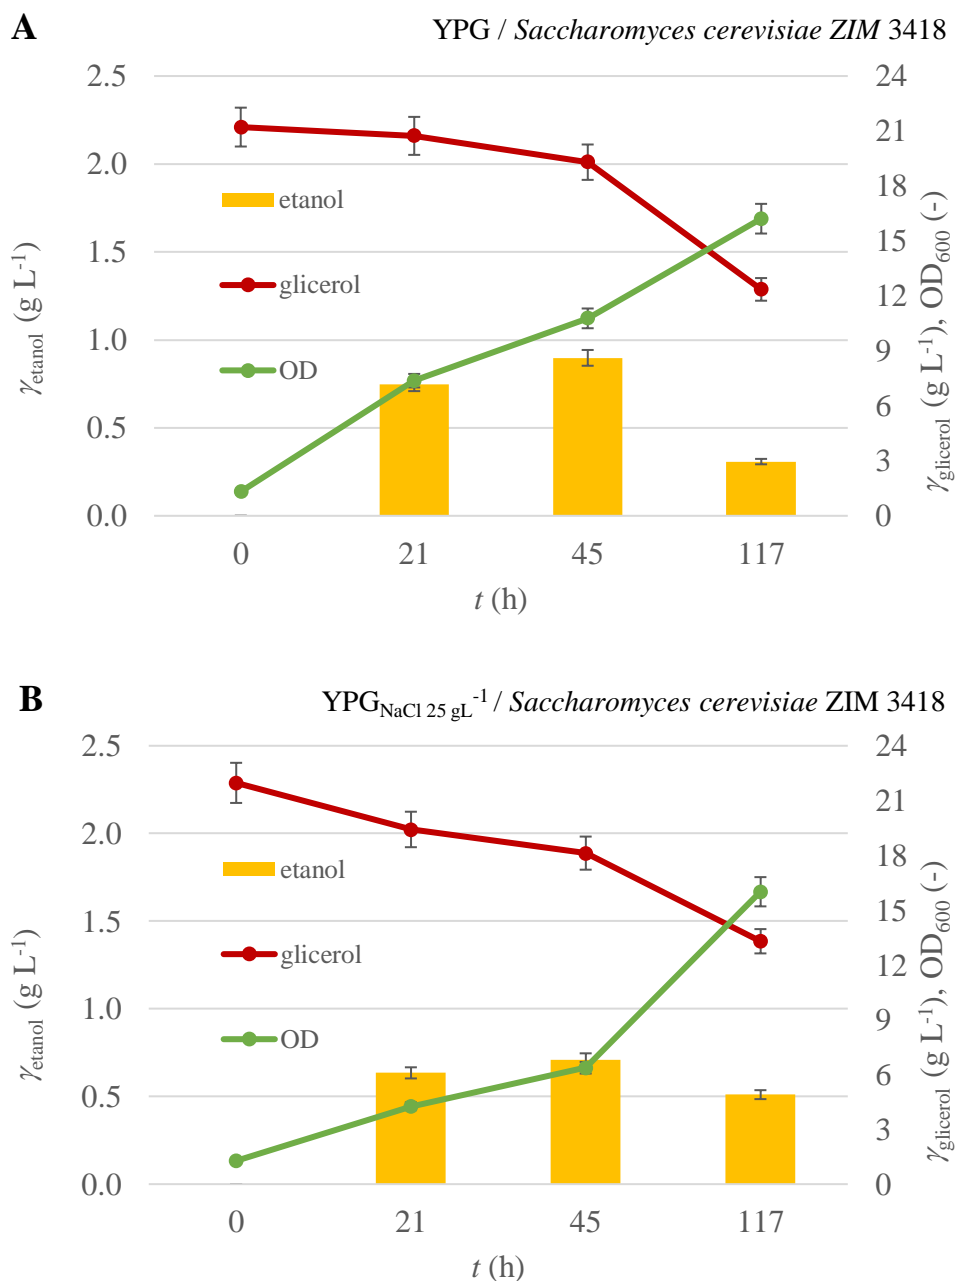 A
YPG / Saccharomyces cerevisiae ZIM 3418
2.5
2.0
1.5
1.0
0.5
0.0
γetanol (g L-1)
etanol
glicerol
OD
24
21
18
15
12
9
6
3
0
γglicerol (g L-1), OD600 (-)
0 21 45 117
t (h)
B
YPGNaCl 25 gL-1 / Saccharomyces cerevisiae ZIM 3418
2.5
2.0
1.5
1.0
0.5
0.0
γetanol (g L-1)
etanol
glicerol
OD
24
21
18
15
12
9
6
3
0
γglicerol (g L-1), OD600 (-)
0 21 45 117
t (h)